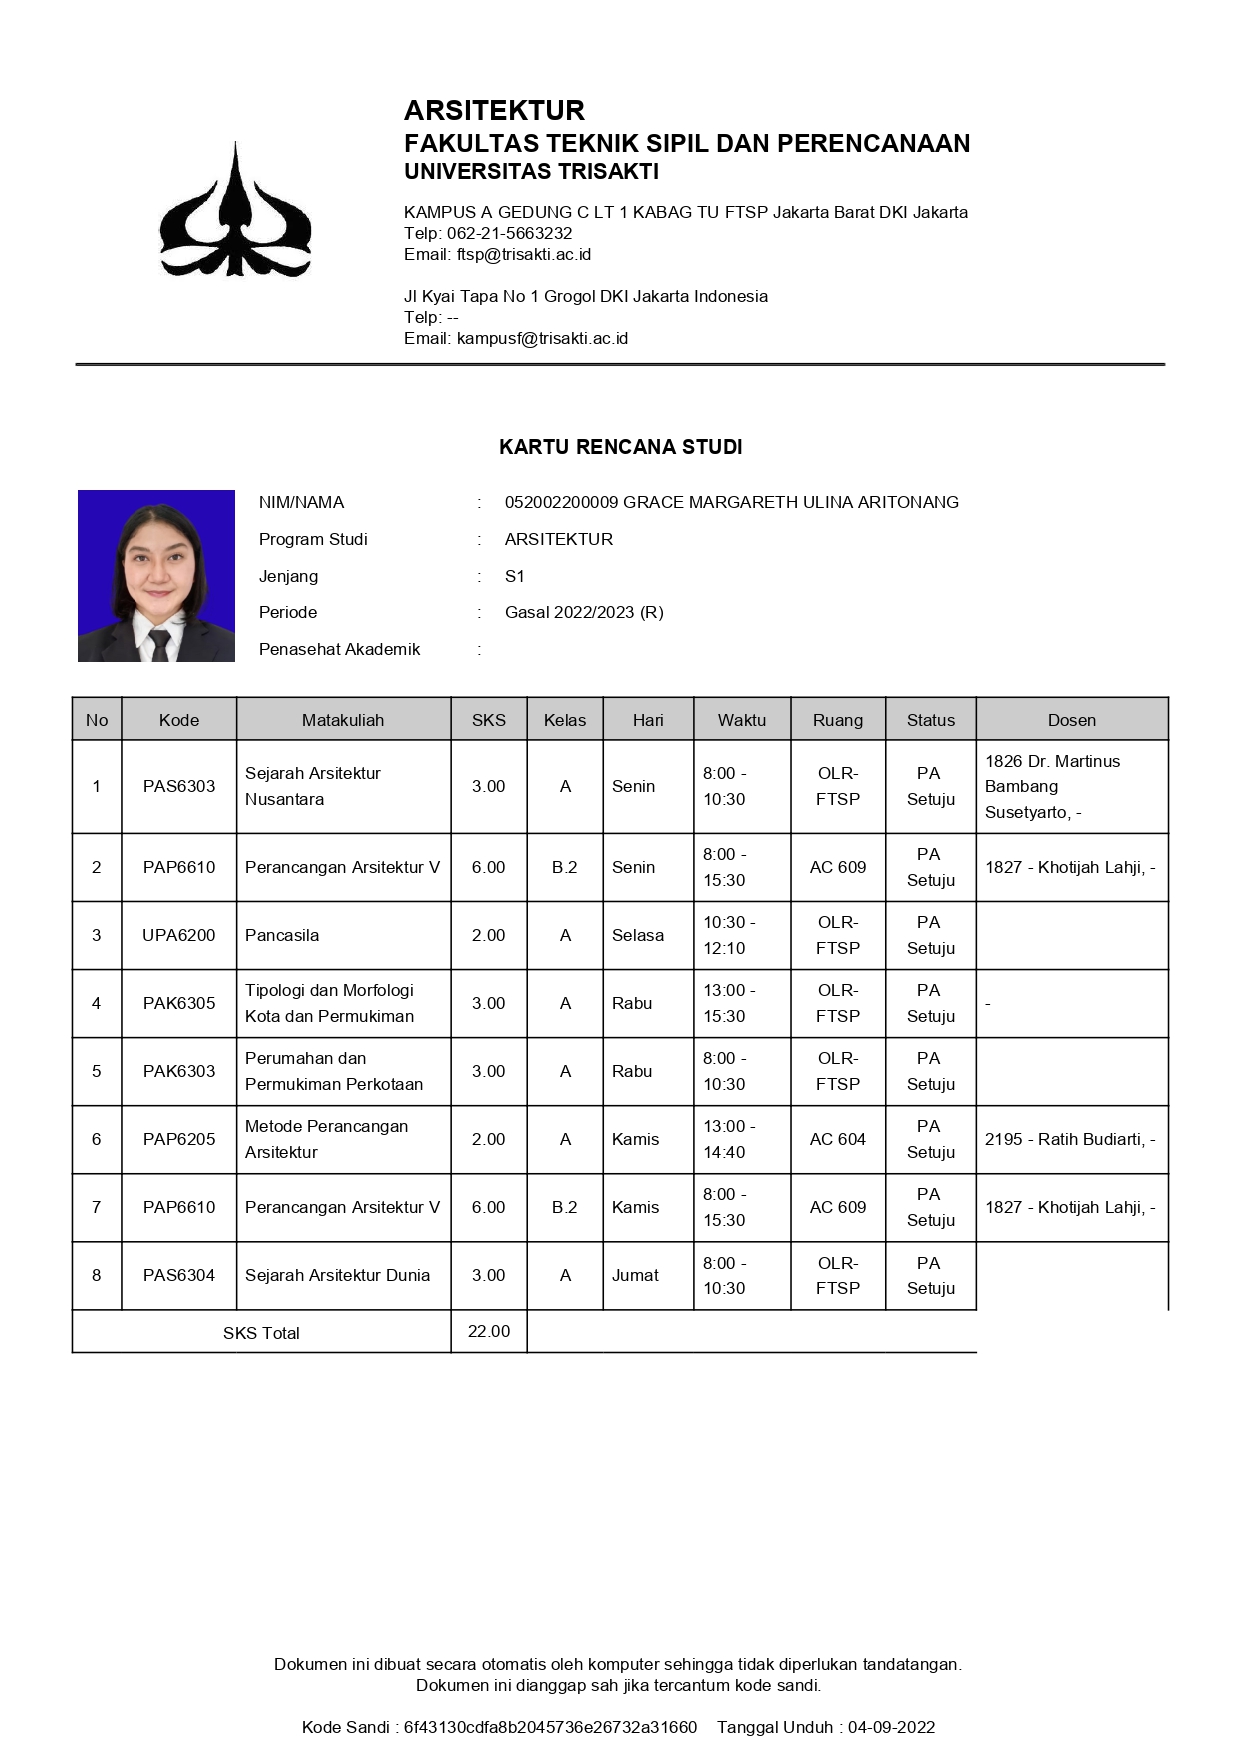 ARSITEKTUR
FAKULTAS TEKNIK SIPIL DAN PERENCANAAN
UNIVERSITAS TRISAKTI
KAMPUS A GEDUNG C LT 1 KABAG TU FTSP Jakarta Barat DKI Jakarta
Telp: 062-21-5663232
Email: ftsp@trisakti.ac.id
Jl Kyai Tapa No 1 Grogol DKI Jakarta Indonesia
Telp: --
Email: kampusf@trisakti.ac.id
KARTU RENCANA STUDI
NIM/NAMA : 052002200009 GRACE MARGARETH ULINA ARITONANG
Program Studi : ARSITEKTUR
Jenjang : S1
Periode : Gasal 2022/2023 (R)
Penasehat Akademik :
No Kode Matakuliah SKS Kelas Hari Waktu Ruang Status Dosen
1 PAS6303 Sejarah Arsitektur Nusantara 3.00 A Senin 8:00 - 10:30 OLR-FTSP PA Setuju 1826 Dr. Martinus Bambang Susetyarto, -
2 PAP6610 Perancangan Arsitektur V 6.00 B.2 Senin 8:00 - 15:30 AC 609 PA Setuju 1827 - Khotijah Lahji, -
3 UPA6200 Pancasila 2.00 A Selasa 10:30 - 12:10 OLR-FTSP PA Setuju
4 PAK6305 Tipologi dan Morfologi Kota dan Permukiman 3.00 A Rabu 13:00 - 15:30 OLR-FTSP PA Setuju -
5 PAK6303 Perumahan dan Permukiman Perkotaan 3.00 A Rabu 8:00 - 10:30 OLR-FTSP PA Setuju
6 PAP6205 Metode Perancangan Arsitektur 2.00 A Kamis 13:00 - 14:40 AC 604 PA Setuju 2195 - Ratih Budiarti, -
7 PAP6610 Perancangan Arsitektur V 6.00 B.2 Kamis 8:00 - 15:30 AC 609 PA Setuju 1827 - Khotijah Lahji, -
8 PAS6304 Sejarah Arsitektur Dunia 3.00 A Jumat 8:00 - 10:30 OLR-FTSP PA Setuju
SKS Total 22.00
Dokumen ini dibuat secara otomatis oleh komputer sehingga tidak diperlukan tandatangan.
Dokumen ini dianggap sah jika tercantum kode sandi.
Kode Sandi : 6f43130cdfa8b2045736e26732a31660 Tanggal Unduh : 04-09-2022